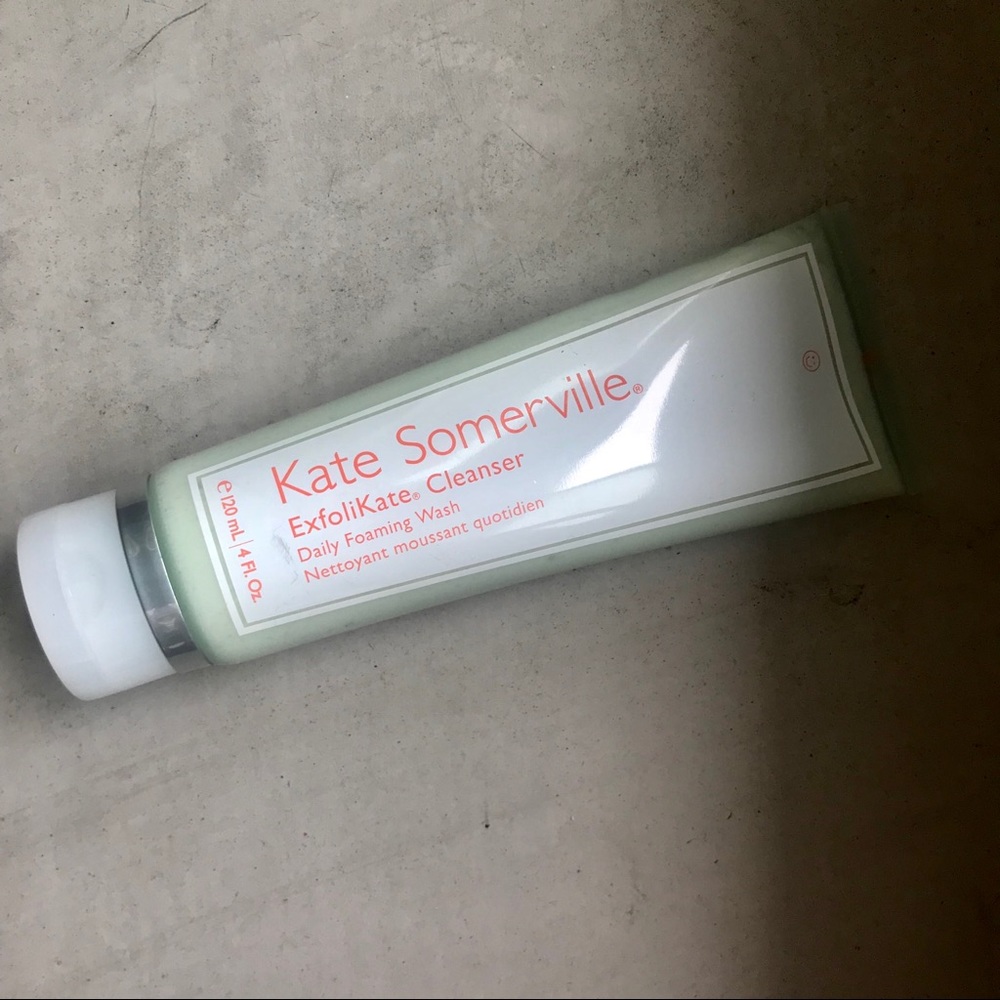 Kate Somerville®
ExfoliKate® Cleanser
Daily Foaming Wash
Nettoyant moussant quotidien
e 120 mL | 4 Fl. Oz.